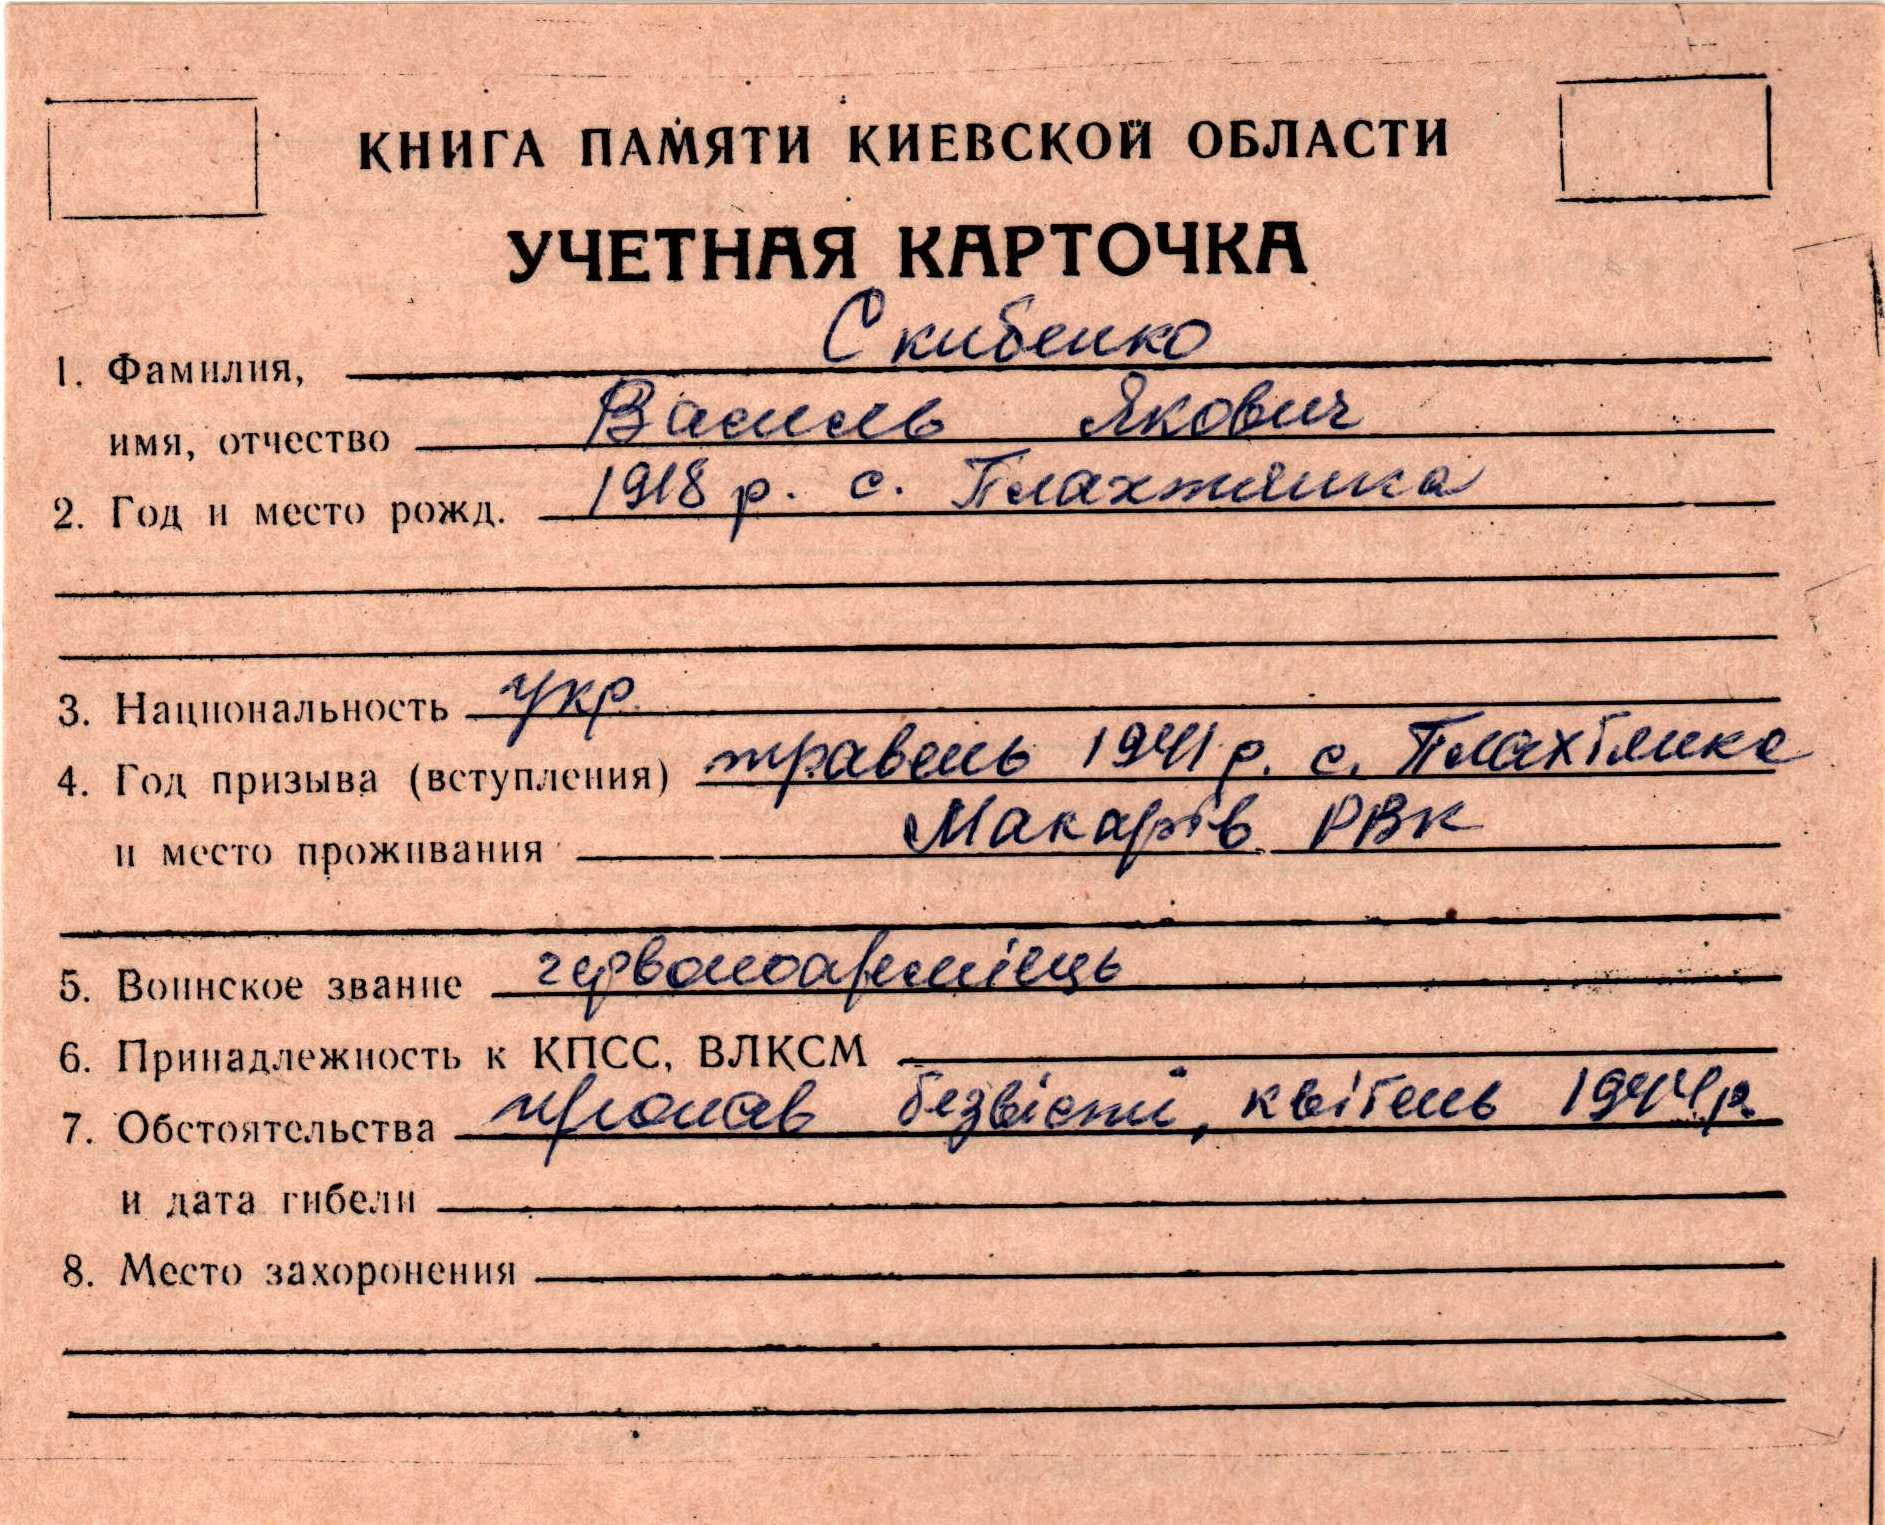 КНИГА ПАМЯТИ КИЕВСКОЙ ОБЛАСТИ
УЧЕТНАЯ КАРТОЧКА
1. Фамилия, Скибенко
имя, отчество Василь Якович
2. Год и место рожд. 1918 р. с. Плахтянка
3. Национальность укр.
4. Год призыва (вступления) травень 1941 р. с. Плахтянка
и место проживания Макарів РВК
5. Воинское звание червоноармієць
6. Принадлежность к КПСС, ВЛКСМ
7. Обстоятельства пропав безвісти, квітень 1944р.
и дата гибели
8. Место захоронения